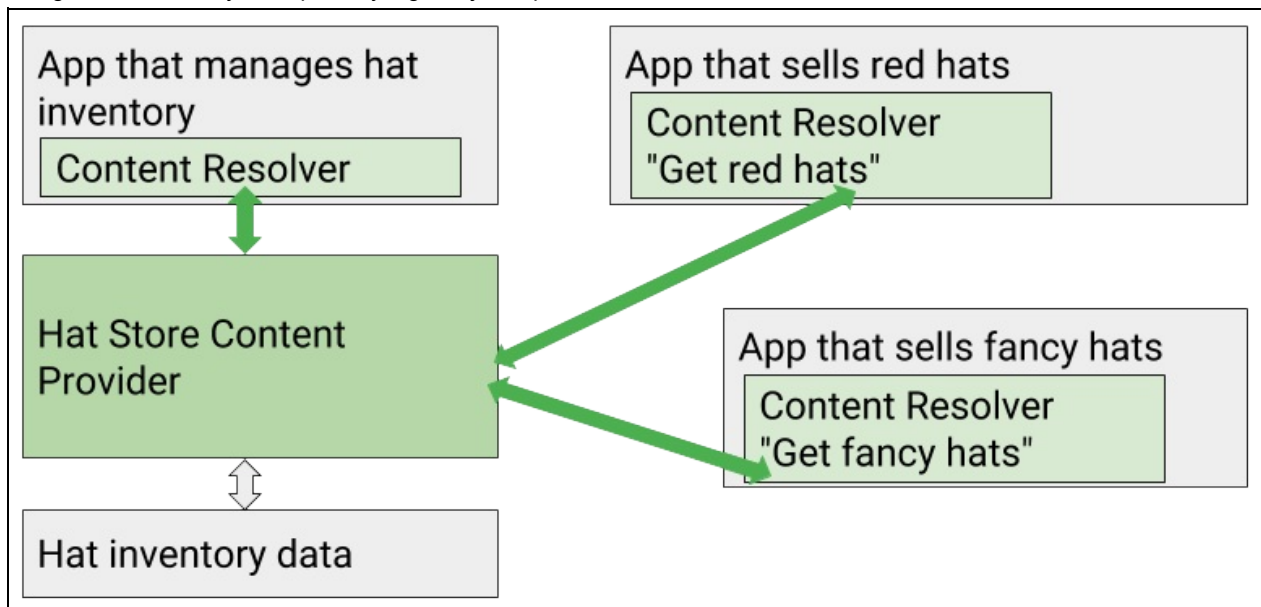 App that manages hat
inventory
Content Resolver
App that sells red hats
Content Resolver
"Get red hats"
Hat Store Content
Provider
App that sells fancy hats
Content Resolver
"Get fancy hats"
Hat inventory data